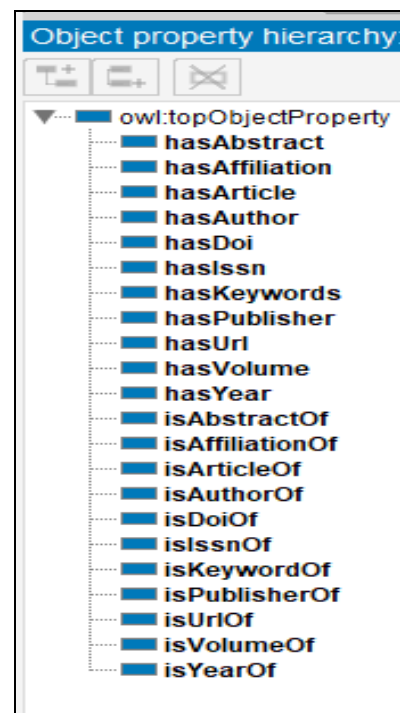 Object property hierarchy:
owl:topObjectProperty
hasAbstract
hasAffiliation
hasArticle
hasAuthor
hasDoi
hasIssn
hasKeywords
hasPublisher
hasUrl
hasVolume
hasYear
isAbstractOf
isAffiliationOf
isArticleOf
isAuthorOf
isDoiOf
isIssnOf
isKeywordOf
isPublisherOf
isUrlOf
isVolumeOf
isYearOf